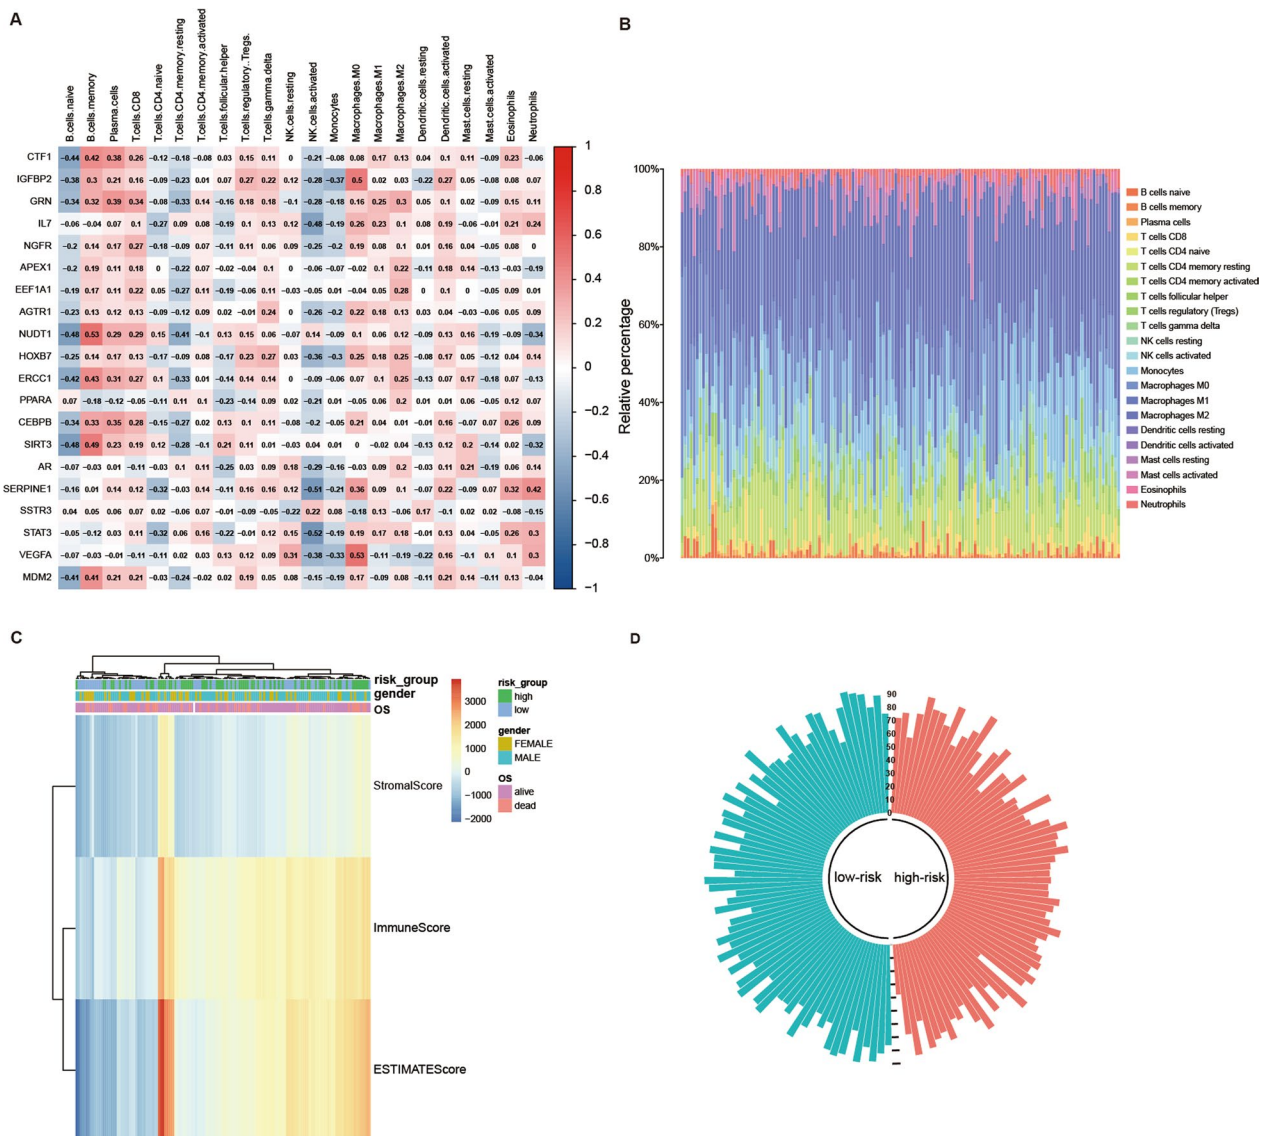 A
B.cells.naive
B.cells.memory
Plasma.cells
T.cells.CD8
T.cells.CD4.naive
T.cells.CD4.memory.resting
T.cells.CD4.memory.activated
T.cells.follicular.helper
T.cells.regulatory..Tregs.
T.cells.gamma.delta
NK.cells.resting
NK.cells.activated
Monocytes
Macrophages.M0
Macrophages.M1
Macrophages.M2
Dendritic.cells.resting
Dendritic.cells.activated
Mast.cells.resting
Mast.cells.activated
Eosinophils
Neutrophils
CTF1 −0.44 0.42 0.38 0.26 −0.12 −0.18 −0.08 0.03 0.15 0.11 0 −0.21 −0.08 0.08 0.17 0.13 0.04 0.1 0.11 −0.09 0.23 −0.06
IGFBP2 −0.38 0.3 0.21 0.16 −0.09 −0.23 0.01 0.07 0.27 0.22 0.12 −0.28 −0.37 0.5 0.02 0.03 −0.22 0.27 0.05 −0.08 0.08 0.07
GRN −0.34 0.32 0.39 0.34 −0.08 −0.33 0.14 −0.16 0.18 0.18 −0.1 −0.28 −0.18 0.16 0.25 0.3 0.05 0.1 0.02 −0.09 0.15 0.11
IL7 −0.06 −0.04 0.07 0.1 −0.27 0.09 0.08 −0.19 0.1 0.13 0.12 −0.48 −0.19 0.26 0.23 0.1 0.08 0.19 −0.06 −0.01 0.21 0.24
NGFR −0.2 0.14 0.17 0.27 −0.18 −0.09 0.07 −0.11 0.11 0.06 0.09 −0.25 −0.2 0.19 0.08 0.1 0.01 0.16 0.04 −0.09 0.08 0
APEX1 −0.2 0.19 0.11 0.18 0 −0.22 0.07 −0.02 −0.04 0.1 0 −0.06 −0.07 −0.02 0.1 0.22 −0.11 0.18 0.14 −0.13 −0.03 −0.19
EEF1A1 −0.19 0.17 0.11 0.22 0.05 −0.27 0.11 −0.19 −0.06 0.11 −0.03 −0.05 0.01 −0.04 −0.03 0.28 0 0.1 0 −0.05 0.09 0.01
AGTR1 −0.23 0.13 0.12 0.13 −0.09 −0.12 0.09 −0.02 0.01 0.24 0 −0.26 −0.2 0.22 0.18 0.13 0.03 0.04 −0.03 −0.06 0.05 0.09
NUDT1 −0.48 0.53 0.29 0.29 0.15 −0.41 −0.1 0.13 0.15 0.06 −0.07 0.14 −0.09 0.1 0.06 0.12 −0.09 0.13 0.16 −0.19 −0.09 −0.34
HOXB7 −0.25 0.14 0.17 0.13 −0.17 −0.09 0.08 −0.17 0.23 0.27 0.03 −0.36 −0.3 0.25 0.18 0.25 −0.08 0.17 0.05 −0.12 0.04 0.14
ERCC1 −0.42 0.43 0.31 0.27 0.1 −0.33 0.01 −0.14 0.14 0.14 0 −0.09 −0.06 0.07 0.1 0.25 −0.13 0.07 0.17 −0.18 0.07 −0.13
PPARA 0.07 −0.18 −0.12 −0.05 −0.11 0.11 0.1 −0.23 −0.14 0.09 0.02 −0.21 0.01 −0.05 0.06 0.2 0.01 0.01 0.06 −0.05 0.12 0.07
CEBPB −0.34 0.33 0.35 0.28 −0.15 −0.27 0.02 0.13 0.1 0.11 −0.08 −0.2 −0.05 0.21 0.04 0.01 −0.01 0.16 −0.07 0.07 0.26 0.09
SIRT3 −0.48 0.49 0.23 0.19 0.12 −0.28 −0.1 0.21 0.11 0.01 −0.03 0.04 0.01 0 −0.02 0.04 −0.13 0.12 0.2 −0.14 0.02 −0.32
AR −0.07 −0.03 0.01 −0.11 −0.03 0.1 0.11 −0.25 0.03 0.09 0.18 −0.29 −0.16 −0.03 0.09 0.2 −0.03 0.11 0.21 −0.19 0.06 0.14
SERPINE1 −0.16 0.01 0.14 0.12 −0.32 −0.03 0.14 −0.11 0.16 0.16 0.12 −0.51 −0.21 0.36 0.09 0.1 −0.07 0.22 −0.09 0.07 0.32 0.42
SSTR3 0.04 0.05 0.06 0.07 0.02 −0.06 0.07 −0.01 −0.09 −0.05 −0.22 0.22 0.08 −0.18 0.13 −0.06 0.17 −0.1 0.02 0.02 −0.08 −0.15
STAT3 −0.05 −0.12 0.03 0.11 −0.32 0.06 0.16 −0.22 −0.01 0.12 0.15 −0.52 −0.19 0.19 0.17 0.18 −0.01 0.13 0.04 −0.05 0.26 0.3
VEGFA −0.07 −0.03 −0.01 −0.11 −0.11 0.02 0.03 0.13 0.12 0.09 0.31 −0.38 −0.33 0.53 −0.11 −0.19 −0.22 0.16 −0.1 0.1 0.1 0.3
MDM2 −0.41 0.41 0.21 0.21 −0.03 −0.24 −0.02 0.02 0.19 0.05 0.08 −0.15 −0.19 0.17 −0.09 0.08 −0.11 0.21 0.14 −0.11 0.13 −0.04
1
0.8
0.6
0.4
0.2
0
−0.2
−0.4
−0.6
−0.8
−1
B
Relative percentage
100%
80%
60%
40%
20%
0%
B cells naive
B cells memory
Plasma cells
T cells CD8
T cells CD4 naive
T cells CD4 memory resting
T cells CD4 memory activated
T cells follicular helper
T cells regulatory (Tregs)
T cells gamma delta
NK cells resting
NK cells activated
Monocytes
Macrophages M0
Macrophages M1
Macrophages M2
Dendritic cells resting
Dendritic cells activated
Mast cells resting
Mast cells activated
Eosinophils
Neutrophils
C
risk_group
gender
OS
StromalScore
ImmuneScore
ESTIMATEScore
3000
2000
1000
0
−1000
−2000
risk_group
high
low
gender
FEMALE
MALE
OS
alive
dead
D
90
80
70
60
50
40
30
20
10
0
low-risk high-risk